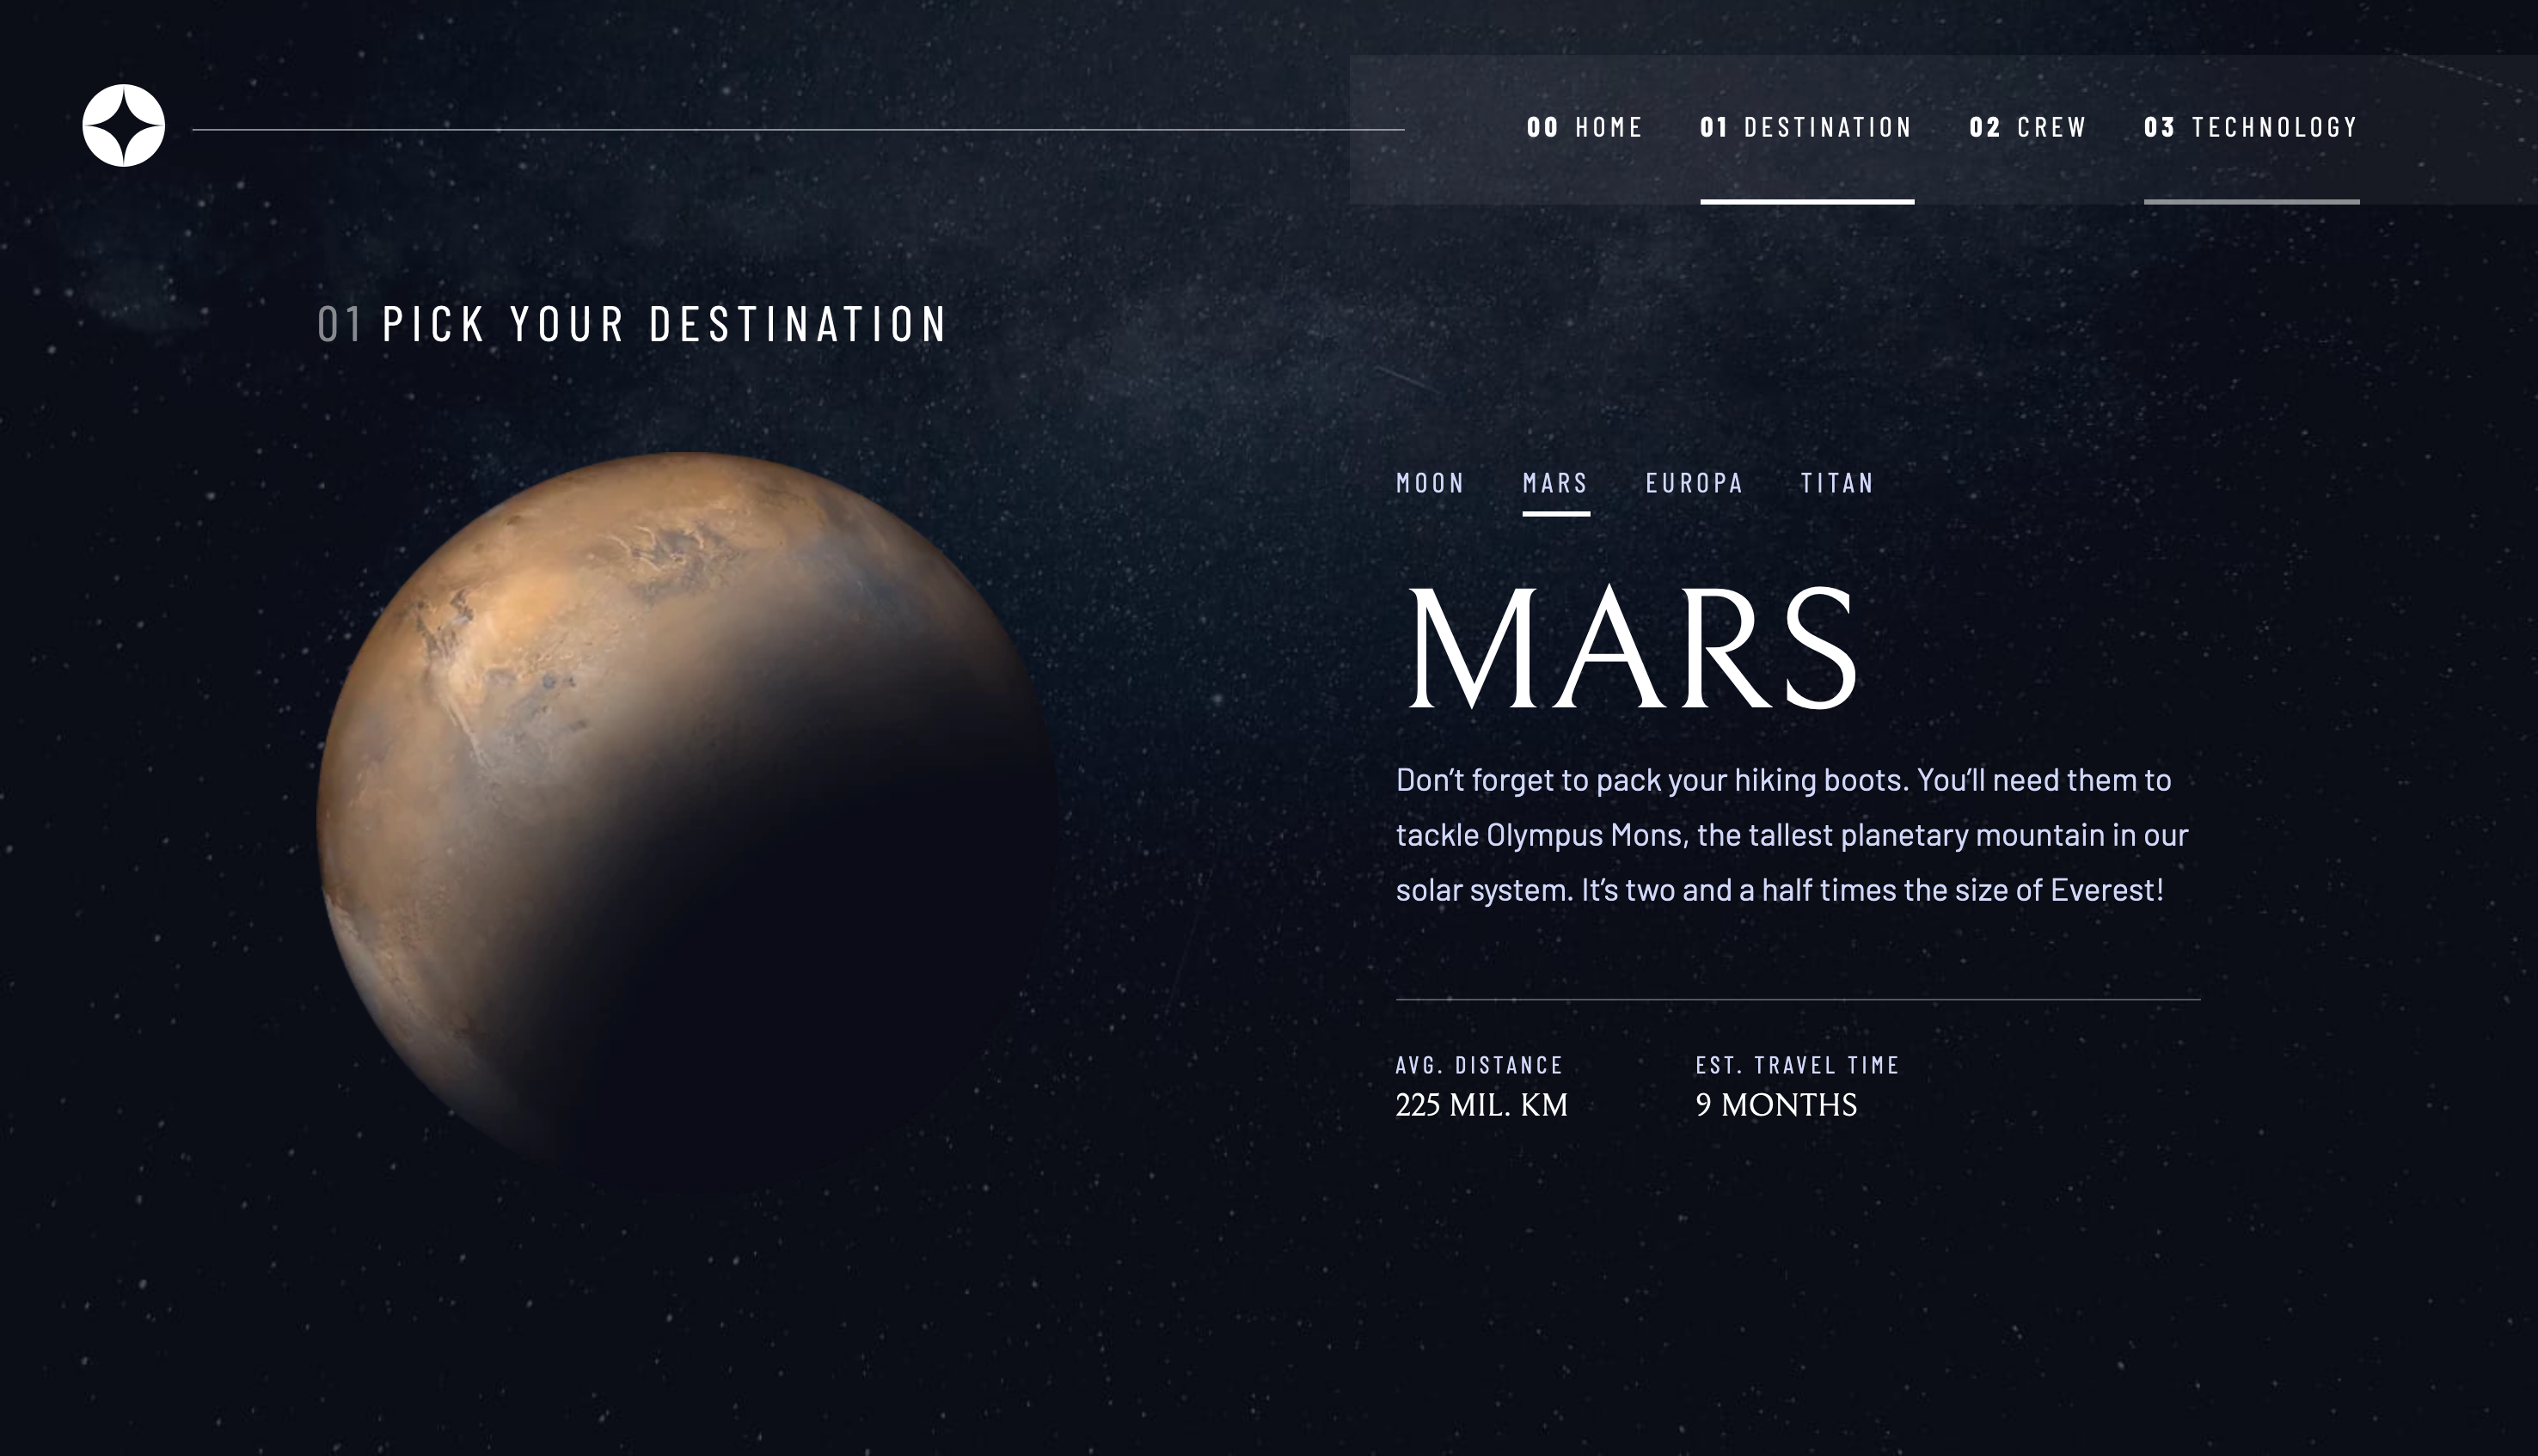 00 HOME 01 DESTINATION 02 CREW 03 TECHNOLOGY
01 PICK YOUR DESTINATION
MOON MARS EUROPA TITAN
MARS
Don’t forget to pack your hiking boots. You’ll need them to
tackle Olympus Mons, the tallest planetary mountain in our
solar system. It’s two and a half times the size of Everest!
AVG. DISTANCE
225 MIL. KM
EST. TRAVEL TIME
9 MONTHS